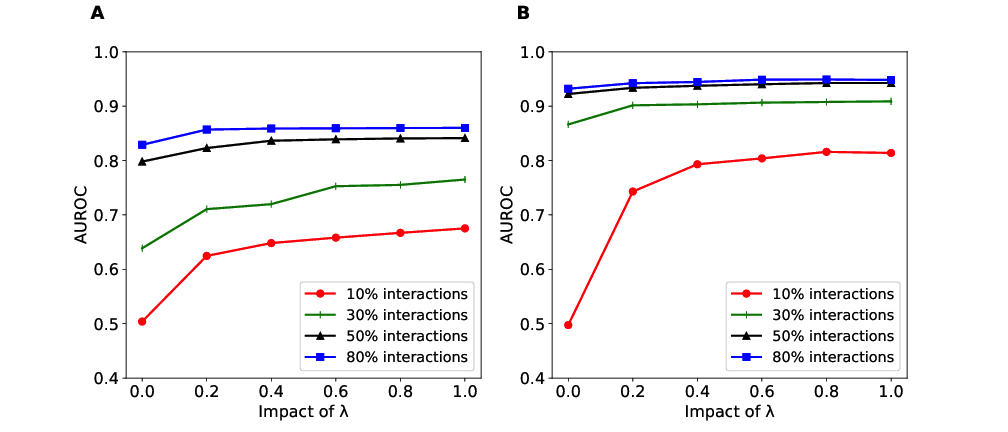 A
1.0
0.9
0.8
0.7
0.6
0.5
0.4
AUROC
10% interactions
30% interactions
50% interactions
80% interactions
0.0 0.2 0.4 0.6 0.8 1.0
Impact of λ
B
1.0
0.9
0.8
0.7
0.6
0.5
0.4
AUROC
10% interactions
30% interactions
50% interactions
80% interactions
0.0 0.2 0.4 0.6 0.8 1.0
Impact of λ